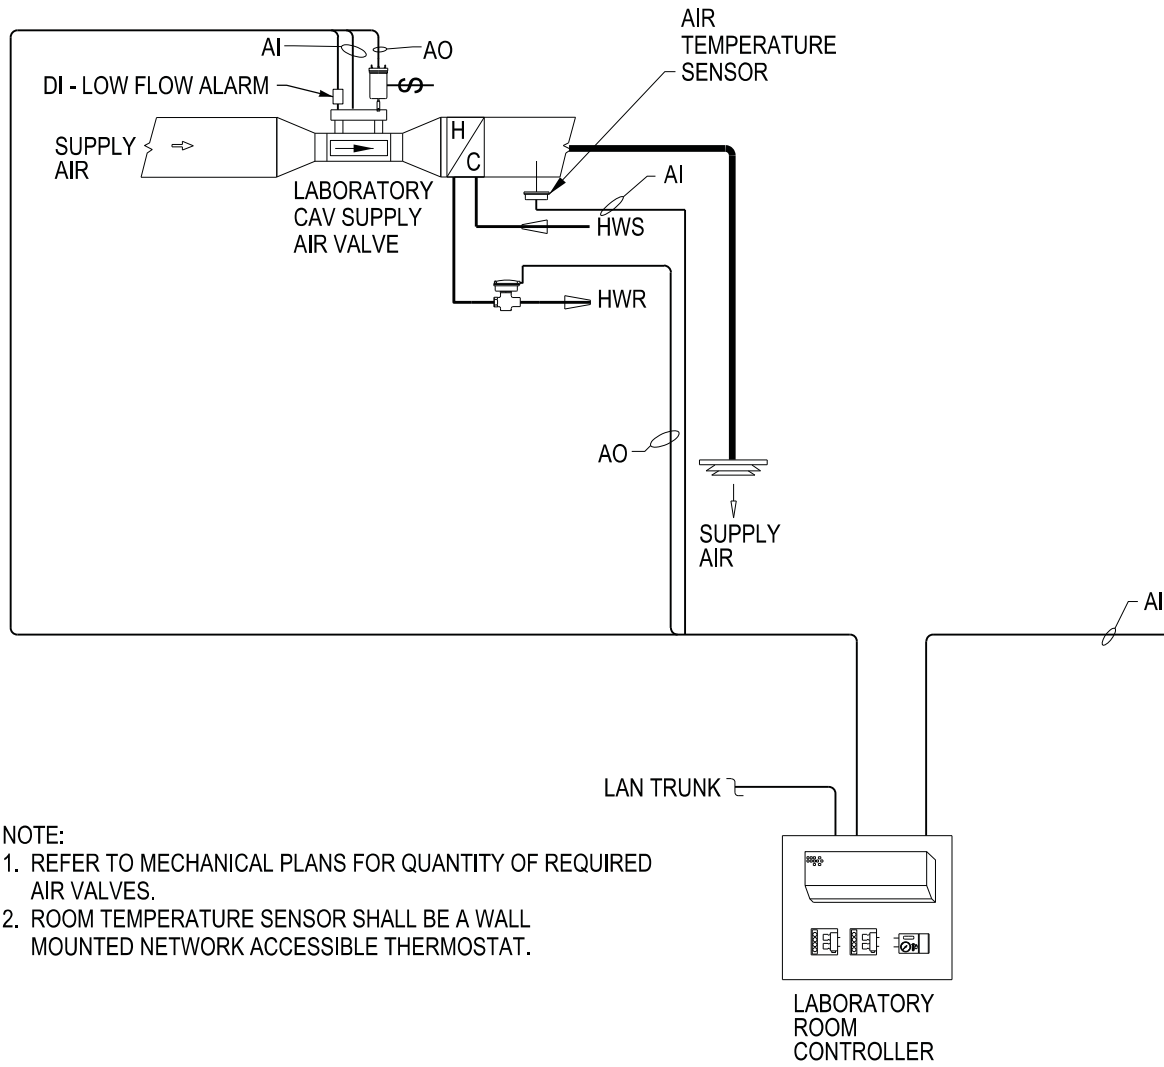 AIR
TEMPERATURE
SENSOR
AI
AO
DI - LOW FLOW ALARM
S
SUPPLY
AIR
H
C
LABORATORY
CAV SUPPLY
AIR VALVE
AI
HWS
HWR
AO
SUPPLY
AIR
AI
LAN TRUNK
NOTE:
1. REFER TO MECHANICAL PLANS FOR QUANTITY OF REQUIRED
AIR VALVES.
2. ROOM TEMPERATURE SENSOR SHALL BE A WALL
MOUNTED NETWORK ACCESSIBLE THERMOSTAT.
LABORATORY
ROOM
CONTROLLER